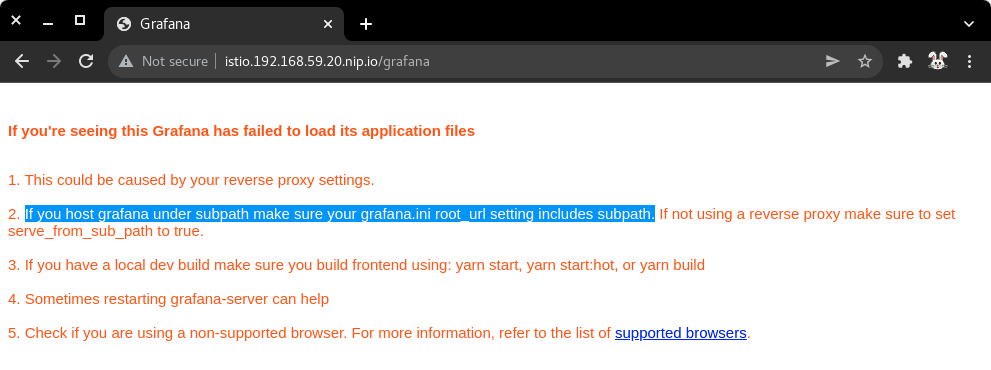 Grafana
Not secure
istio.192.168.59.20.nip.io/grafana
If you're seeing this Grafana has failed to load its application files
1. This could be caused by your reverse proxy settings.
2. If you host grafana under subpath make sure your grafana.ini root_url setting includes subpath. If not using a reverse proxy make sure to set
serve_from_sub_path to true.
3. If you have a local dev build make sure you build frontend using: yarn start, yarn start:hot, or yarn build
4. Sometimes restarting grafana-server can help
5. Check if you are using a non-supported browser. For more information, refer to the list of supported browsers.